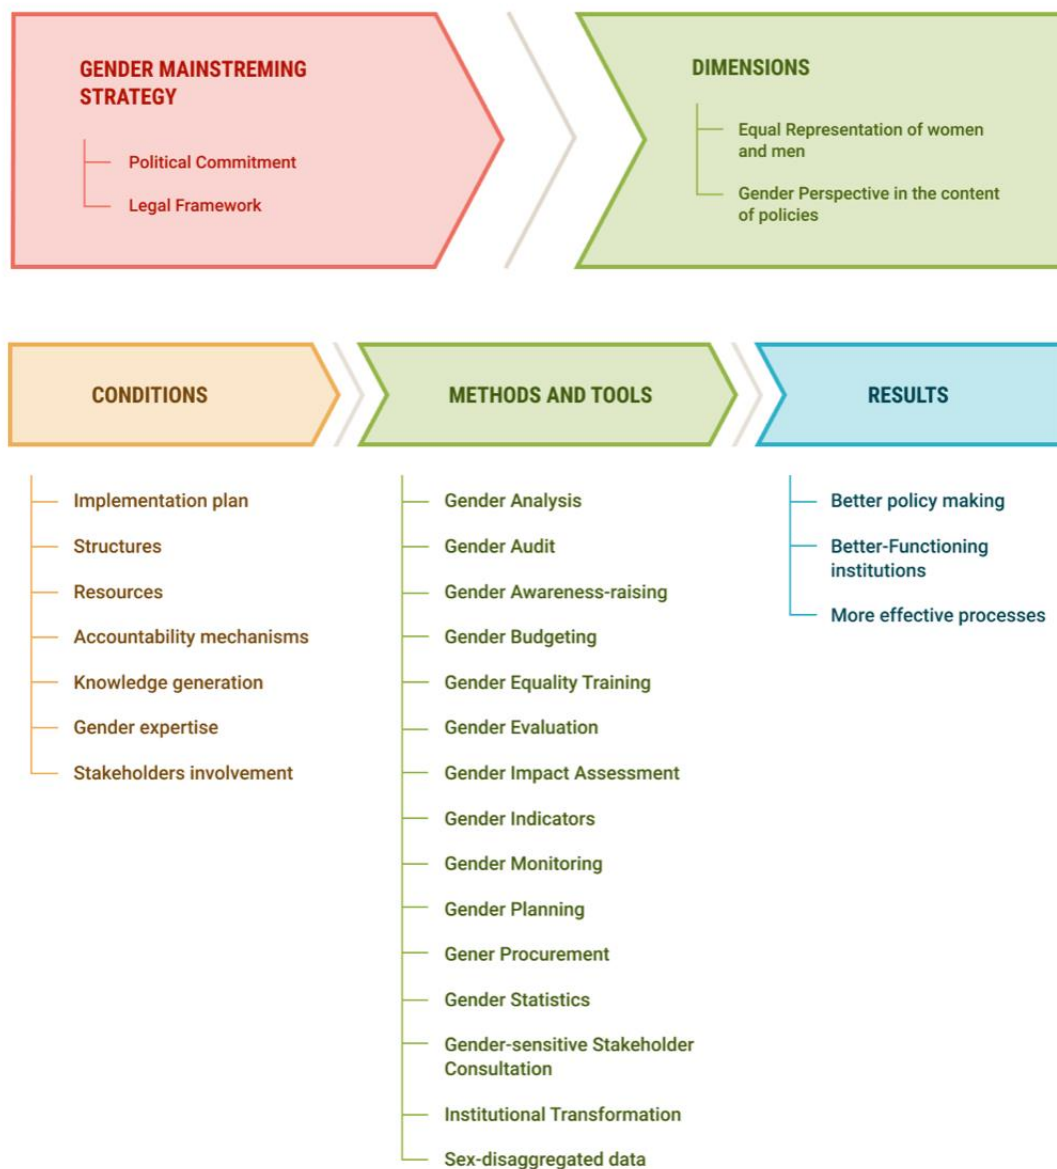 GENDER MAINSTREMING
STRATEGY
Political Commitment
Legal Framework
DIMENSIONS
Equal Representation of women
and men
Gender Perspective in the content
of policies
CONDITIONS
Implementation plan
Structures
Resources
Accountability mechanisms
Knowledge generation
Gender expertise
Stakeholders involvement
METHODS AND TOOLS
Gender Analysis
Gender Audit
Gender Awareness-raising
Gender Budgeting
Gender Equality Training
Gender Evaluation
Gender Impact Assessment
Gender Indicators
Gender Monitoring
Gender Planning
Gener Procurement
Gender Statistics
Gender-sensitive Stakeholder
Consultation
Institutional Transformation
Sex-disaggregated data
RESULTS
Better policy making
Better-Functioning
institutions
More effective processes